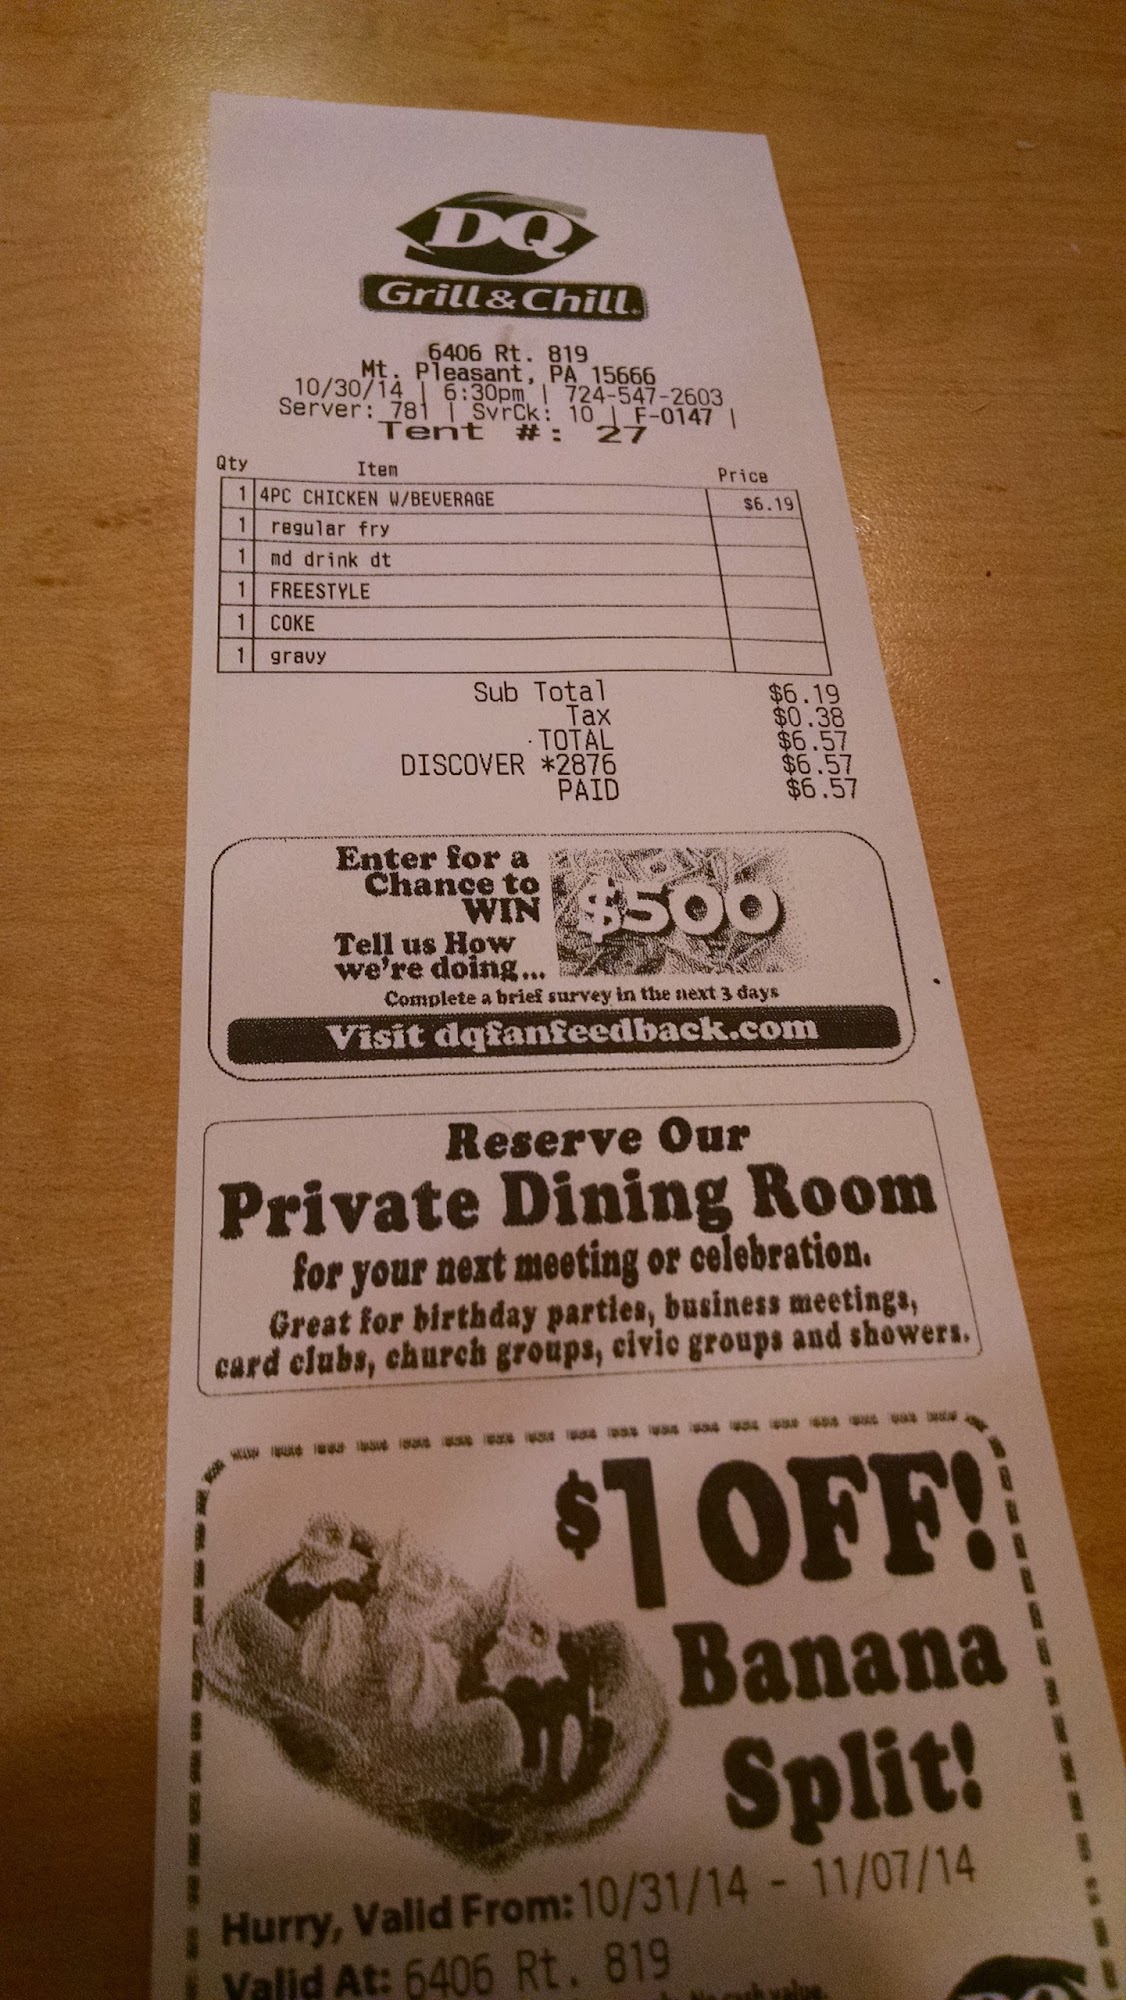 DQ
Grill & Chill.
6406 Rt. 819
Mt. Pleasant, PA 15666
10/30/14 | 6:30pm | 724-547-2603
Server: 781 | SvrCk: 10 | F-0147 |
Tent #: 27
Qty Item Price
1 4PC CHICKEN W/BEVERAGE $6.19
1 regular fry
1 md drink dt
1 FREESTYLE
1 COKE
1 gravy
Sub Total $6.19
Tax $0.38
TOTAL $6.57
DISCOVER *2876 $6.57
PAID $6.57
Enter for a
Chance to
WIN
$500
Tell us How
we're doing...
Complete a brief survey in the next 3 days
Visit dqfanfeedback.com
Reserve Our
Private Dining Room
for your next meeting or celebration.
Great for birthday parties, business meetings,
card clubs, church groups, civic groups and showers.
$1 OFF!
Banana
Split!
Hurry, Valid From: 10/31/14 - 11/07/14
Valid At: 6406 Rt. 819
No cash value.